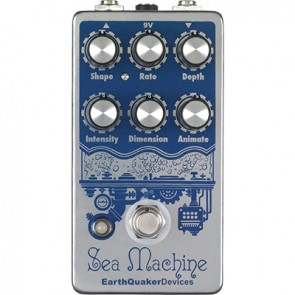 9V
Shape Rate Depth
Intensity Dimension Animate
Sea Machine
EarthQuakerDevices